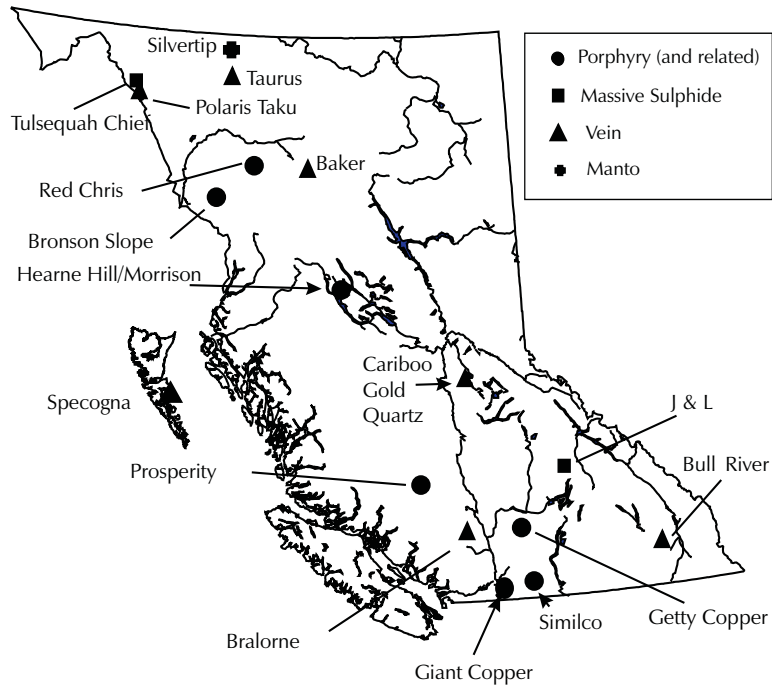 Silvertip
Taurus
Polaris Taku
Tulsequah Chief
Baker
Red Chris
Bronson Slope
Hearne Hill/Morrison
Porphyry (and related)
Massive Sulphide
Vein
Manto
Cariboo
Gold
Quartz
Specogna
J & L
Bull River
Prosperity
Getty Copper
Similco
Bralorne
Giant Copper